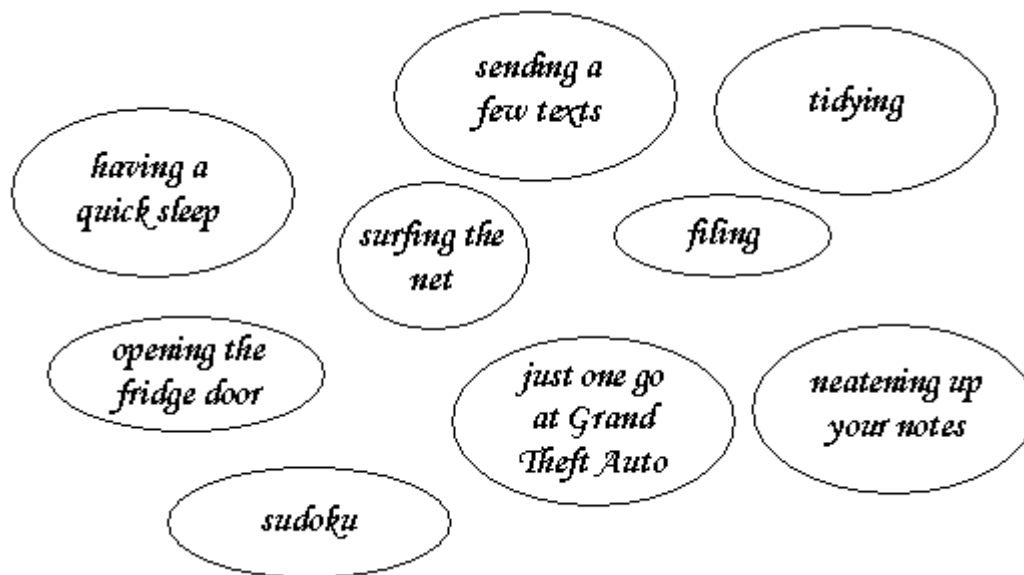 sending a
few texts
tidying
having a
quick sleep
surfing the
net
filing
opening the
fridge door
just one go
at Grand
Theft Auto
neatening up
your notes
sudoku